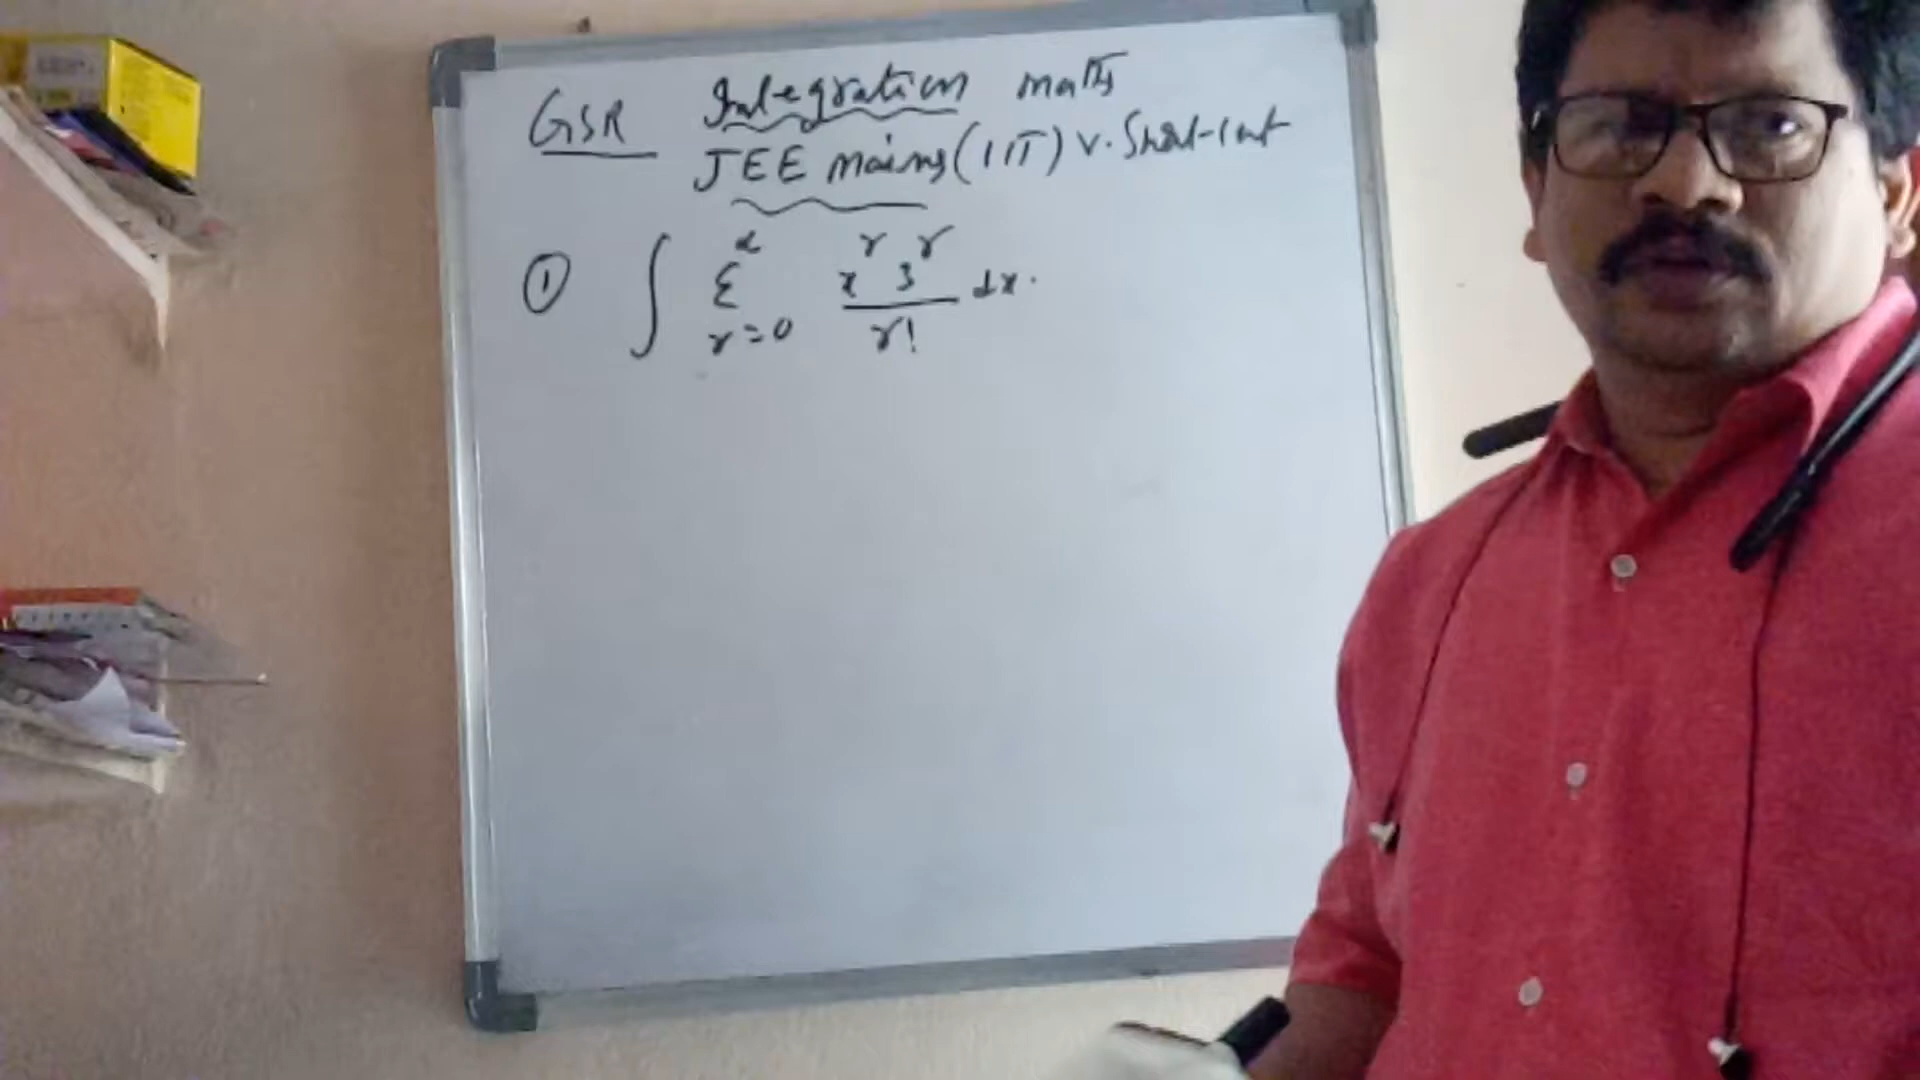 GSR Integration maths
JEE mains (IIT) V. Short-cut
① ∫ Σ_{r=0}^{∞} (x^r 3^r)/(r!) dx.